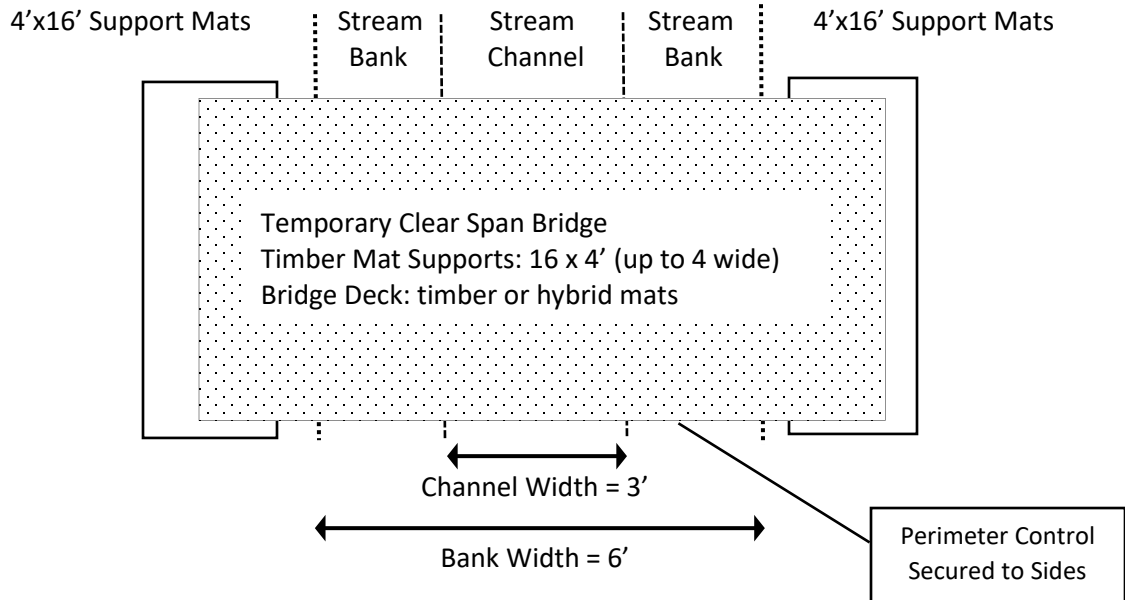 4’x16’ Support Mats
Stream
Bank
Stream
Channel
Stream
Bank
4’x16’ Support Mats
Temporary Clear Span Bridge
Timber Mat Supports: 16 x 4’ (up to 4 wide)
Bridge Deck: timber or hybrid mats
Channel Width = 3’
Bank Width = 6’
Perimeter Control
Secured to Sides